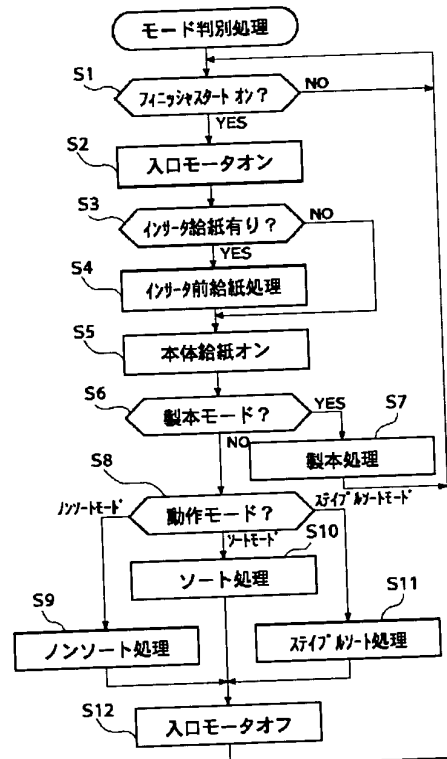 モード判別処理
S1
フィニッシャスタート オン?
NO
YES
S2
入口モータオン
S3
インサータ給紙有り?
NO
YES
S4
インサータ前給紙処理
S5
本体給紙オン
S6
製本モード?
YES
S7
NO
製本処理
S8
動作モード?
ノンソートモード
ソートモード
ステイプルソートモード
S10
ソート処理
S9
ノンソート処理
S11
ステイプルソート処理
S12
入口モータオフ